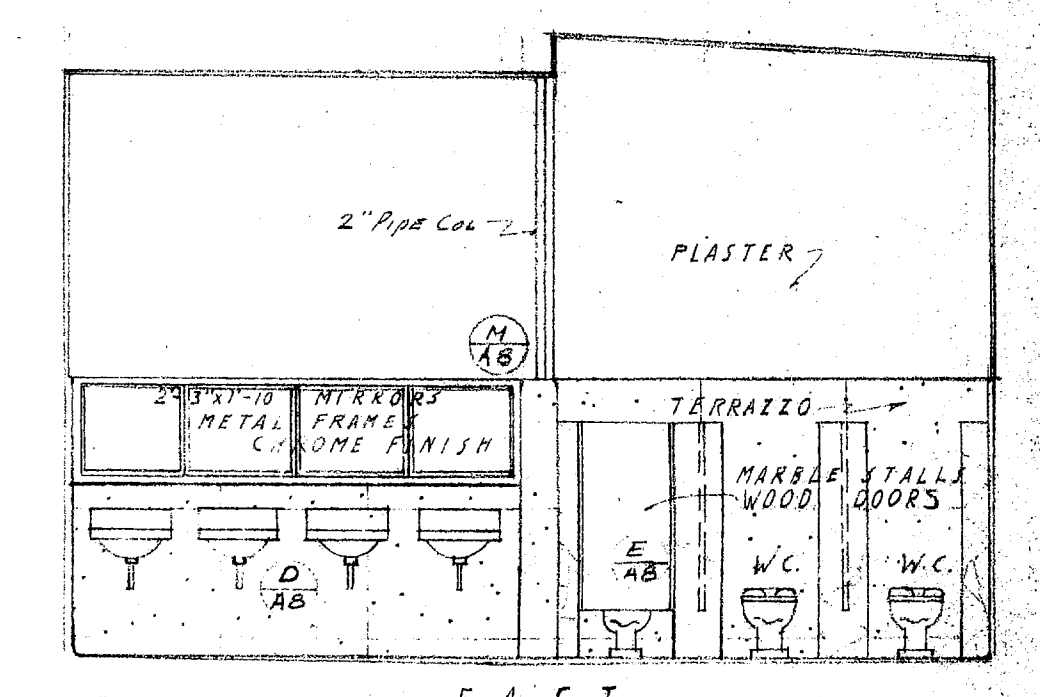 2" PIPE COL
PLASTER
M
A8
2'-3"x1'-10 MIRRORS
METAL FRAMES
CHROME FINISH
TERRAZZO
MARBLE STALLS
WOOD DOORS
E
A8
W.C.
W.C.
D
A8
EAST